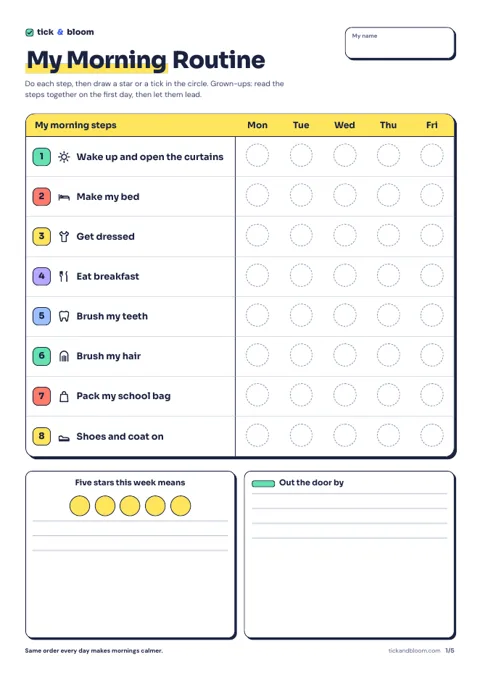 tick & bloom
My name
My Morning Routine
Do each step, then draw a star or a tick in the circle. Grown-ups: read the
steps together on the first day, then let them lead.
My morning steps Mon Tue Wed Thu Fri
1 Wake up and open the curtains
2 Make my bed
3 Get dressed
4 Eat breakfast
5 Brush my teeth
6 Brush my hair
7 Pack my school bag
8 Shoes and coat on
Five stars this week means
Out the door by
Same order every day makes mornings calmer.
tickandbloom.com 1/5